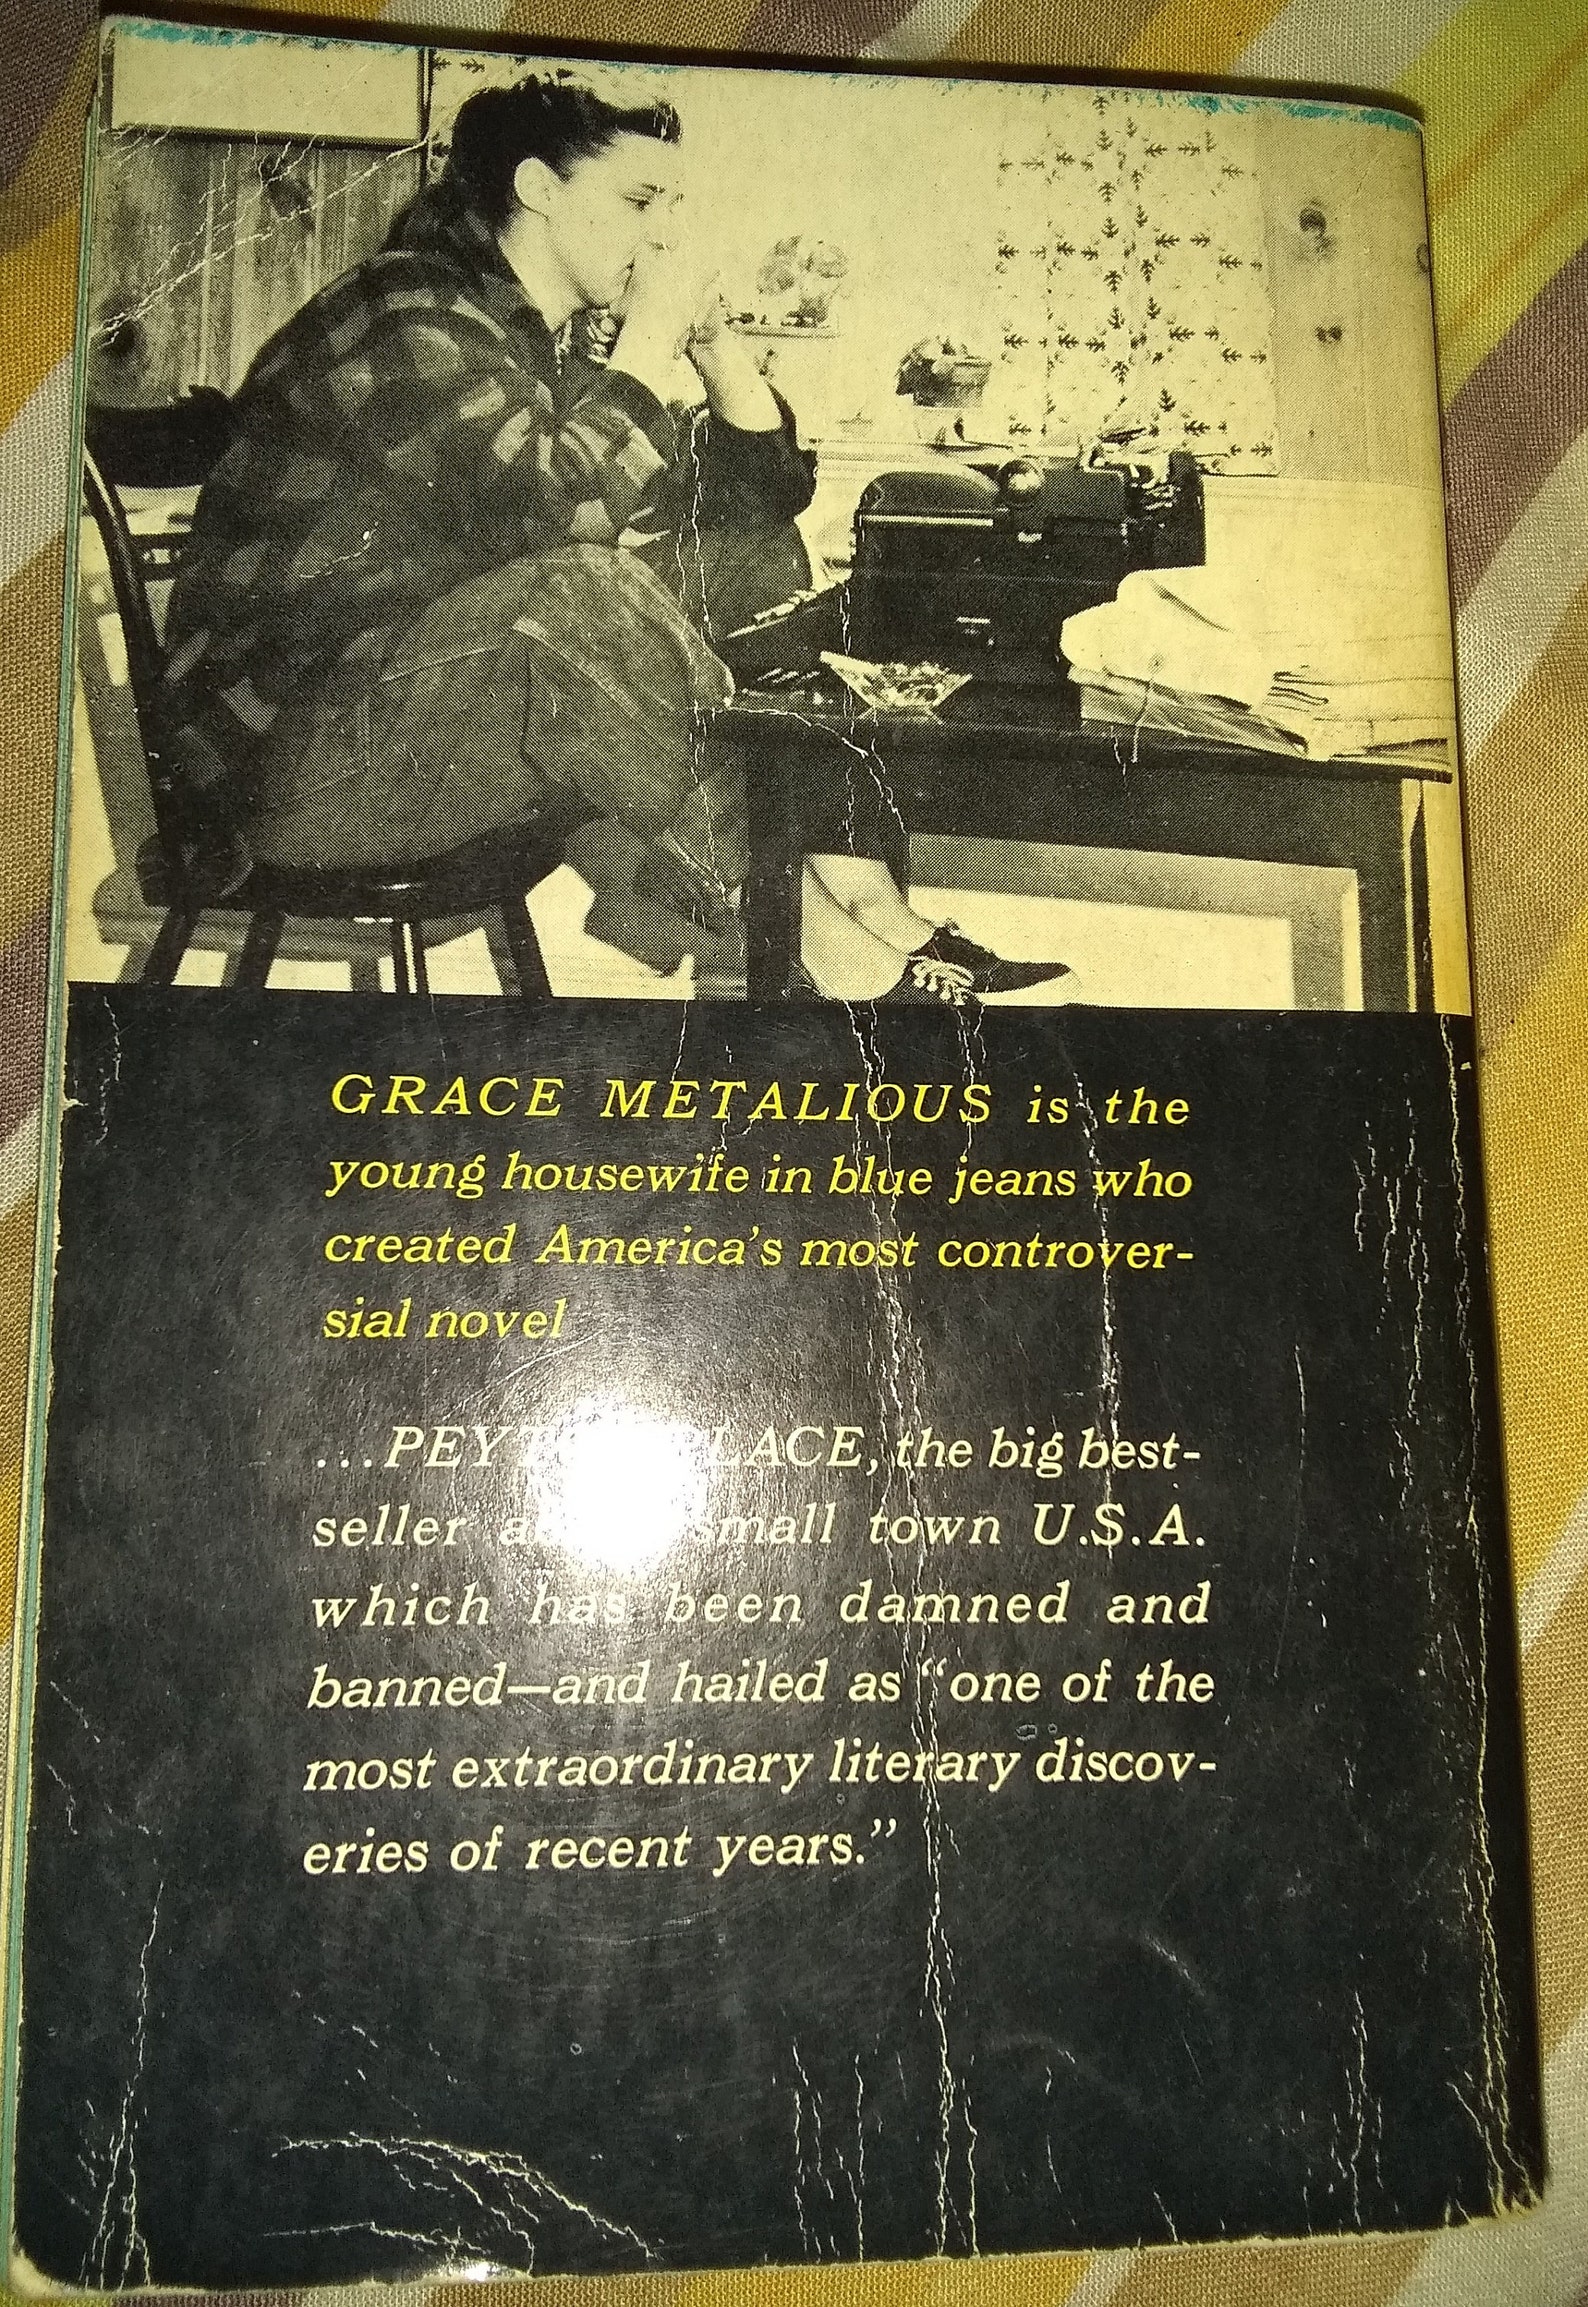 GRACE METALIOUS is the
young housewife in blue jeans who
created America's most controver-
sial novel
...PEYT LACE, the big best-
seller small town U.S.A.
which has been damned and
banned—and hailed as "one of the
most extraordinary literary discov-
eries of recent years."